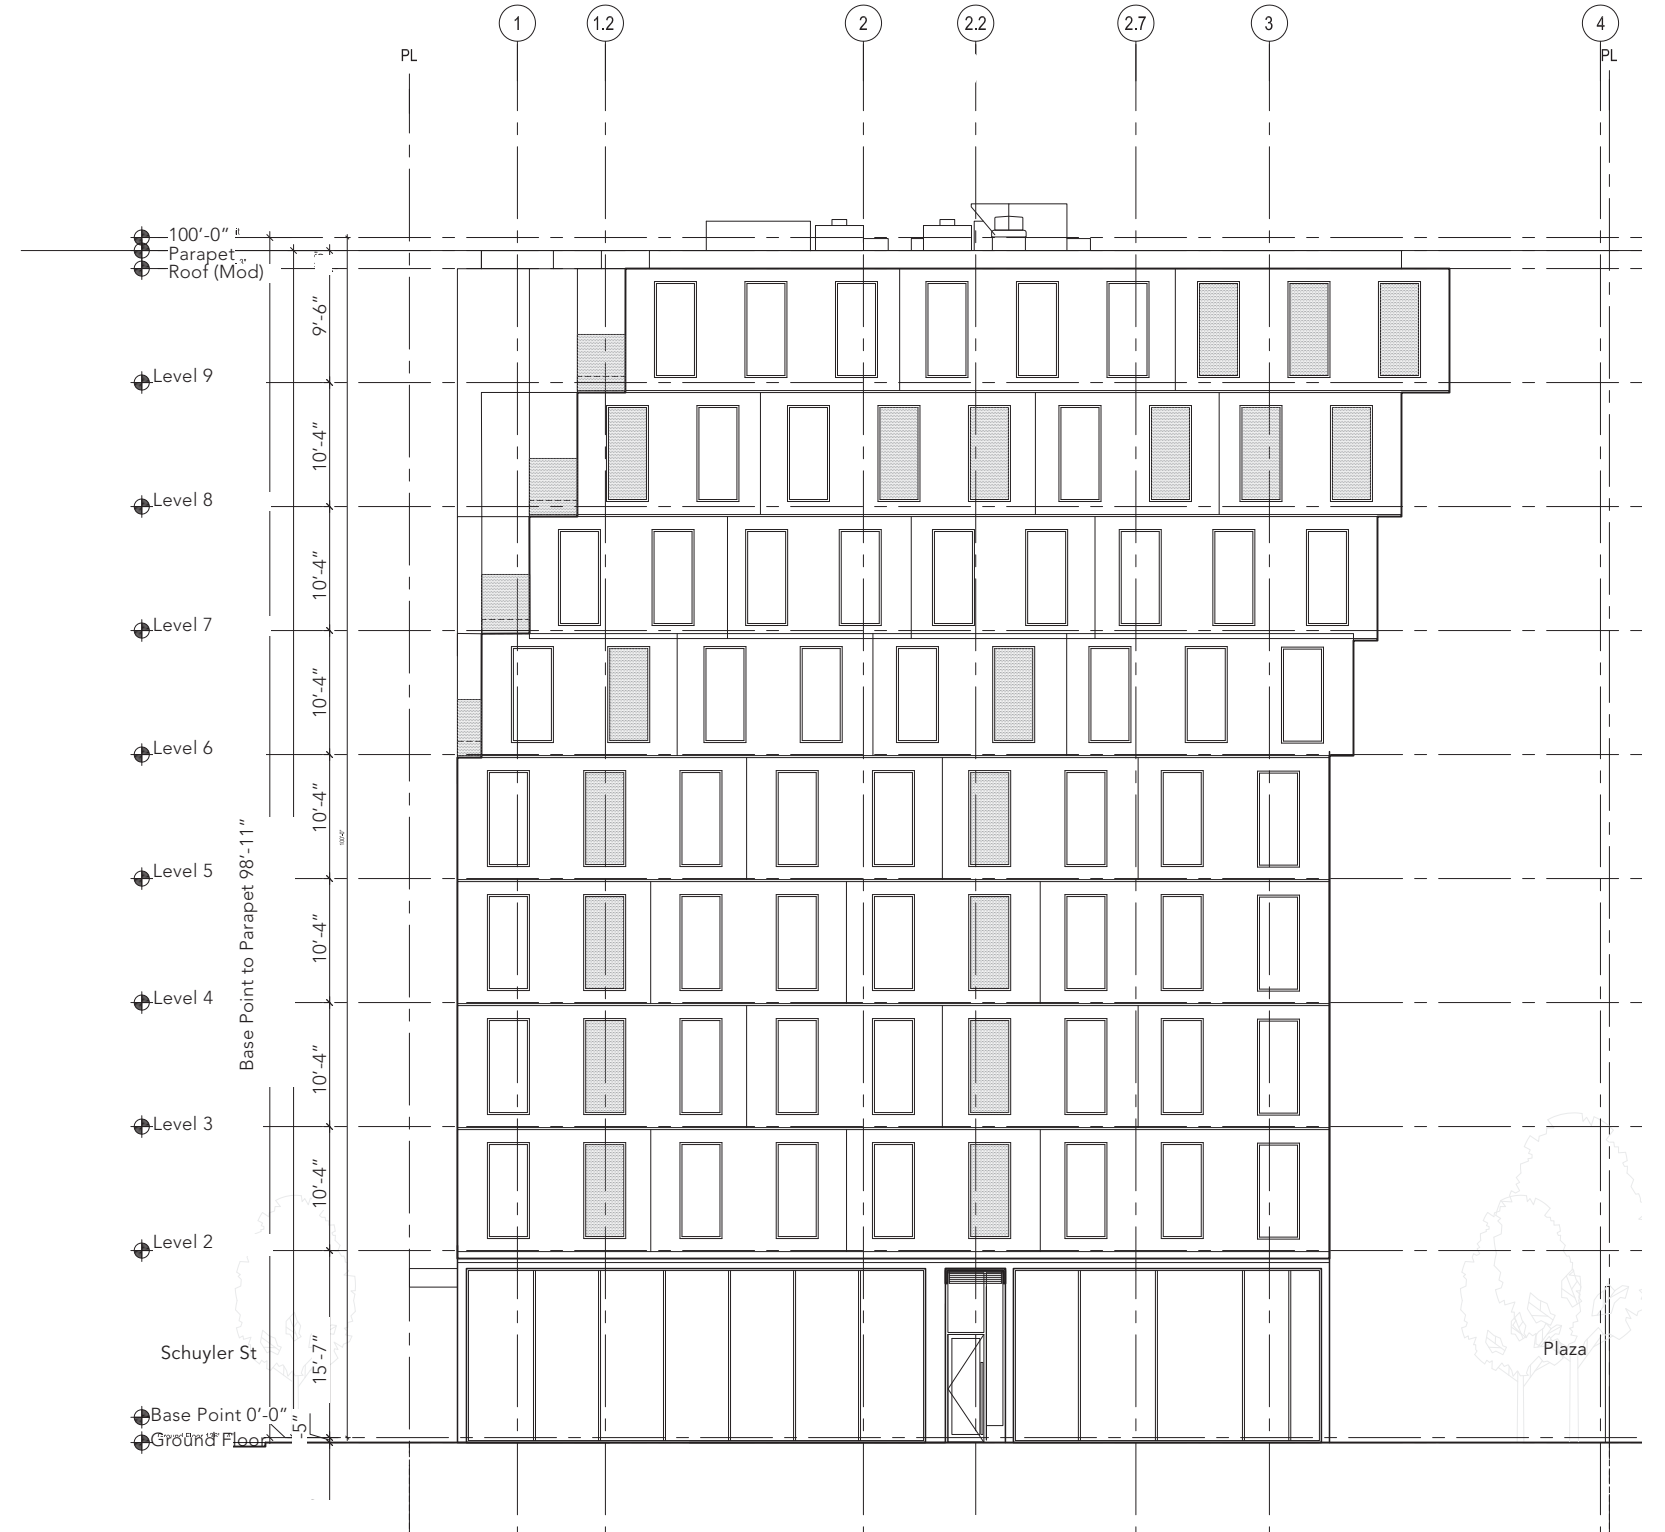 1 1.2 2 2.2 2.7 3 4
PL PL
100’-0”
Parapet
Roof (Mod)
9’-6”
Level 9
10’-4”
Level 8
10’-4”
Level 7
10’-4”
Level 6
10’-4”
Level 5
10’-4”
Base Point to Parapet 98’-11”
Level 4
10’-4”
Level 3
10’-4”
Level 2
15’-7”
Schuyler St
Plaza
Base Point 0’-0”
Ground Floor
10’-4”